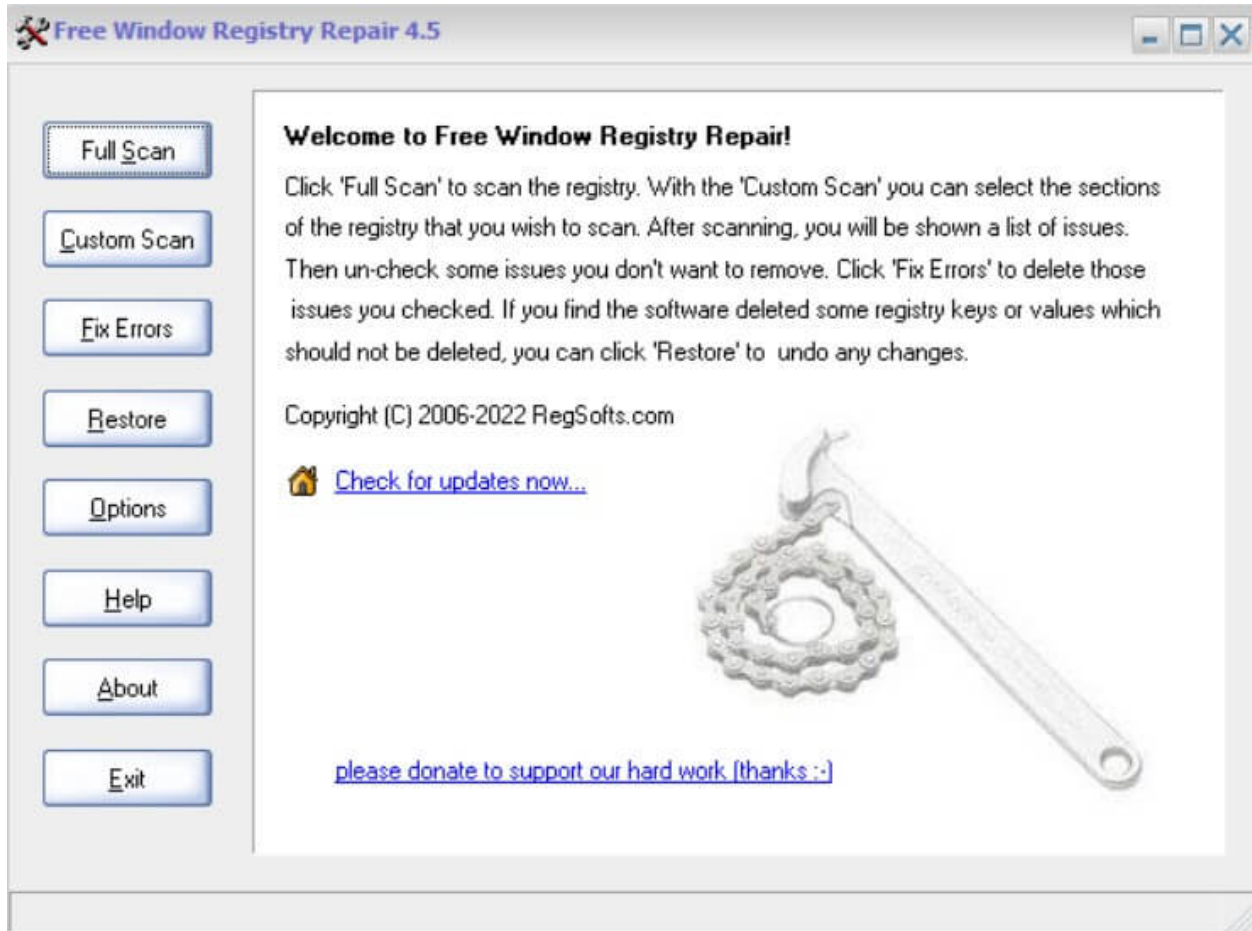 Free Window Registry Repair 4.5
Full Scan
Custom Scan
Fix Errors
Restore
Options
Help
About
Exit
Welcome to Free Window Registry Repair!
Click 'Full Scan' to scan the registry. With the 'Custom Scan' you can select the sections
of the registry that you wish to scan. After scanning, you will be shown a list of issues.
Then un-check some issues you don't want to remove. Click 'Fix Errors' to delete those
issues you checked. If you find the software deleted some registry keys or values which
should not be deleted, you can click 'Restore' to  undo any changes.
Copyright (C) 2006-2022 RegSofts.com
Check for updates now...
please donate to support our hard work (thanks :-)